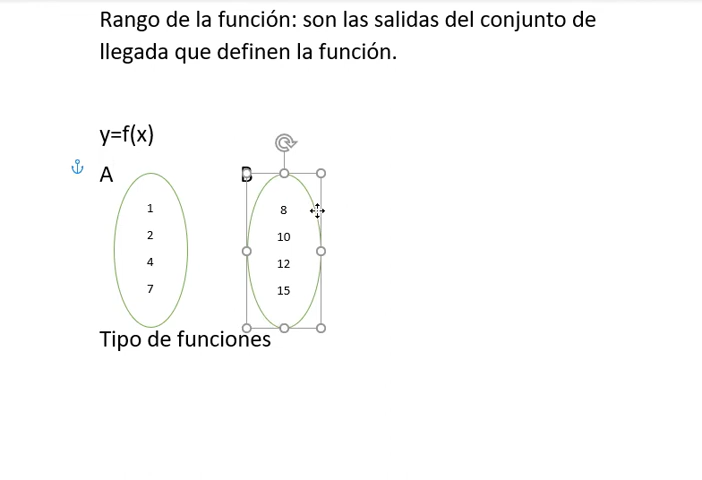 Rango de la función: son las salidas del conjunto de
llegada que definen la función.
y=f(x)
A B
1 8
2 10
4 12
7 15
Tipo de funciones